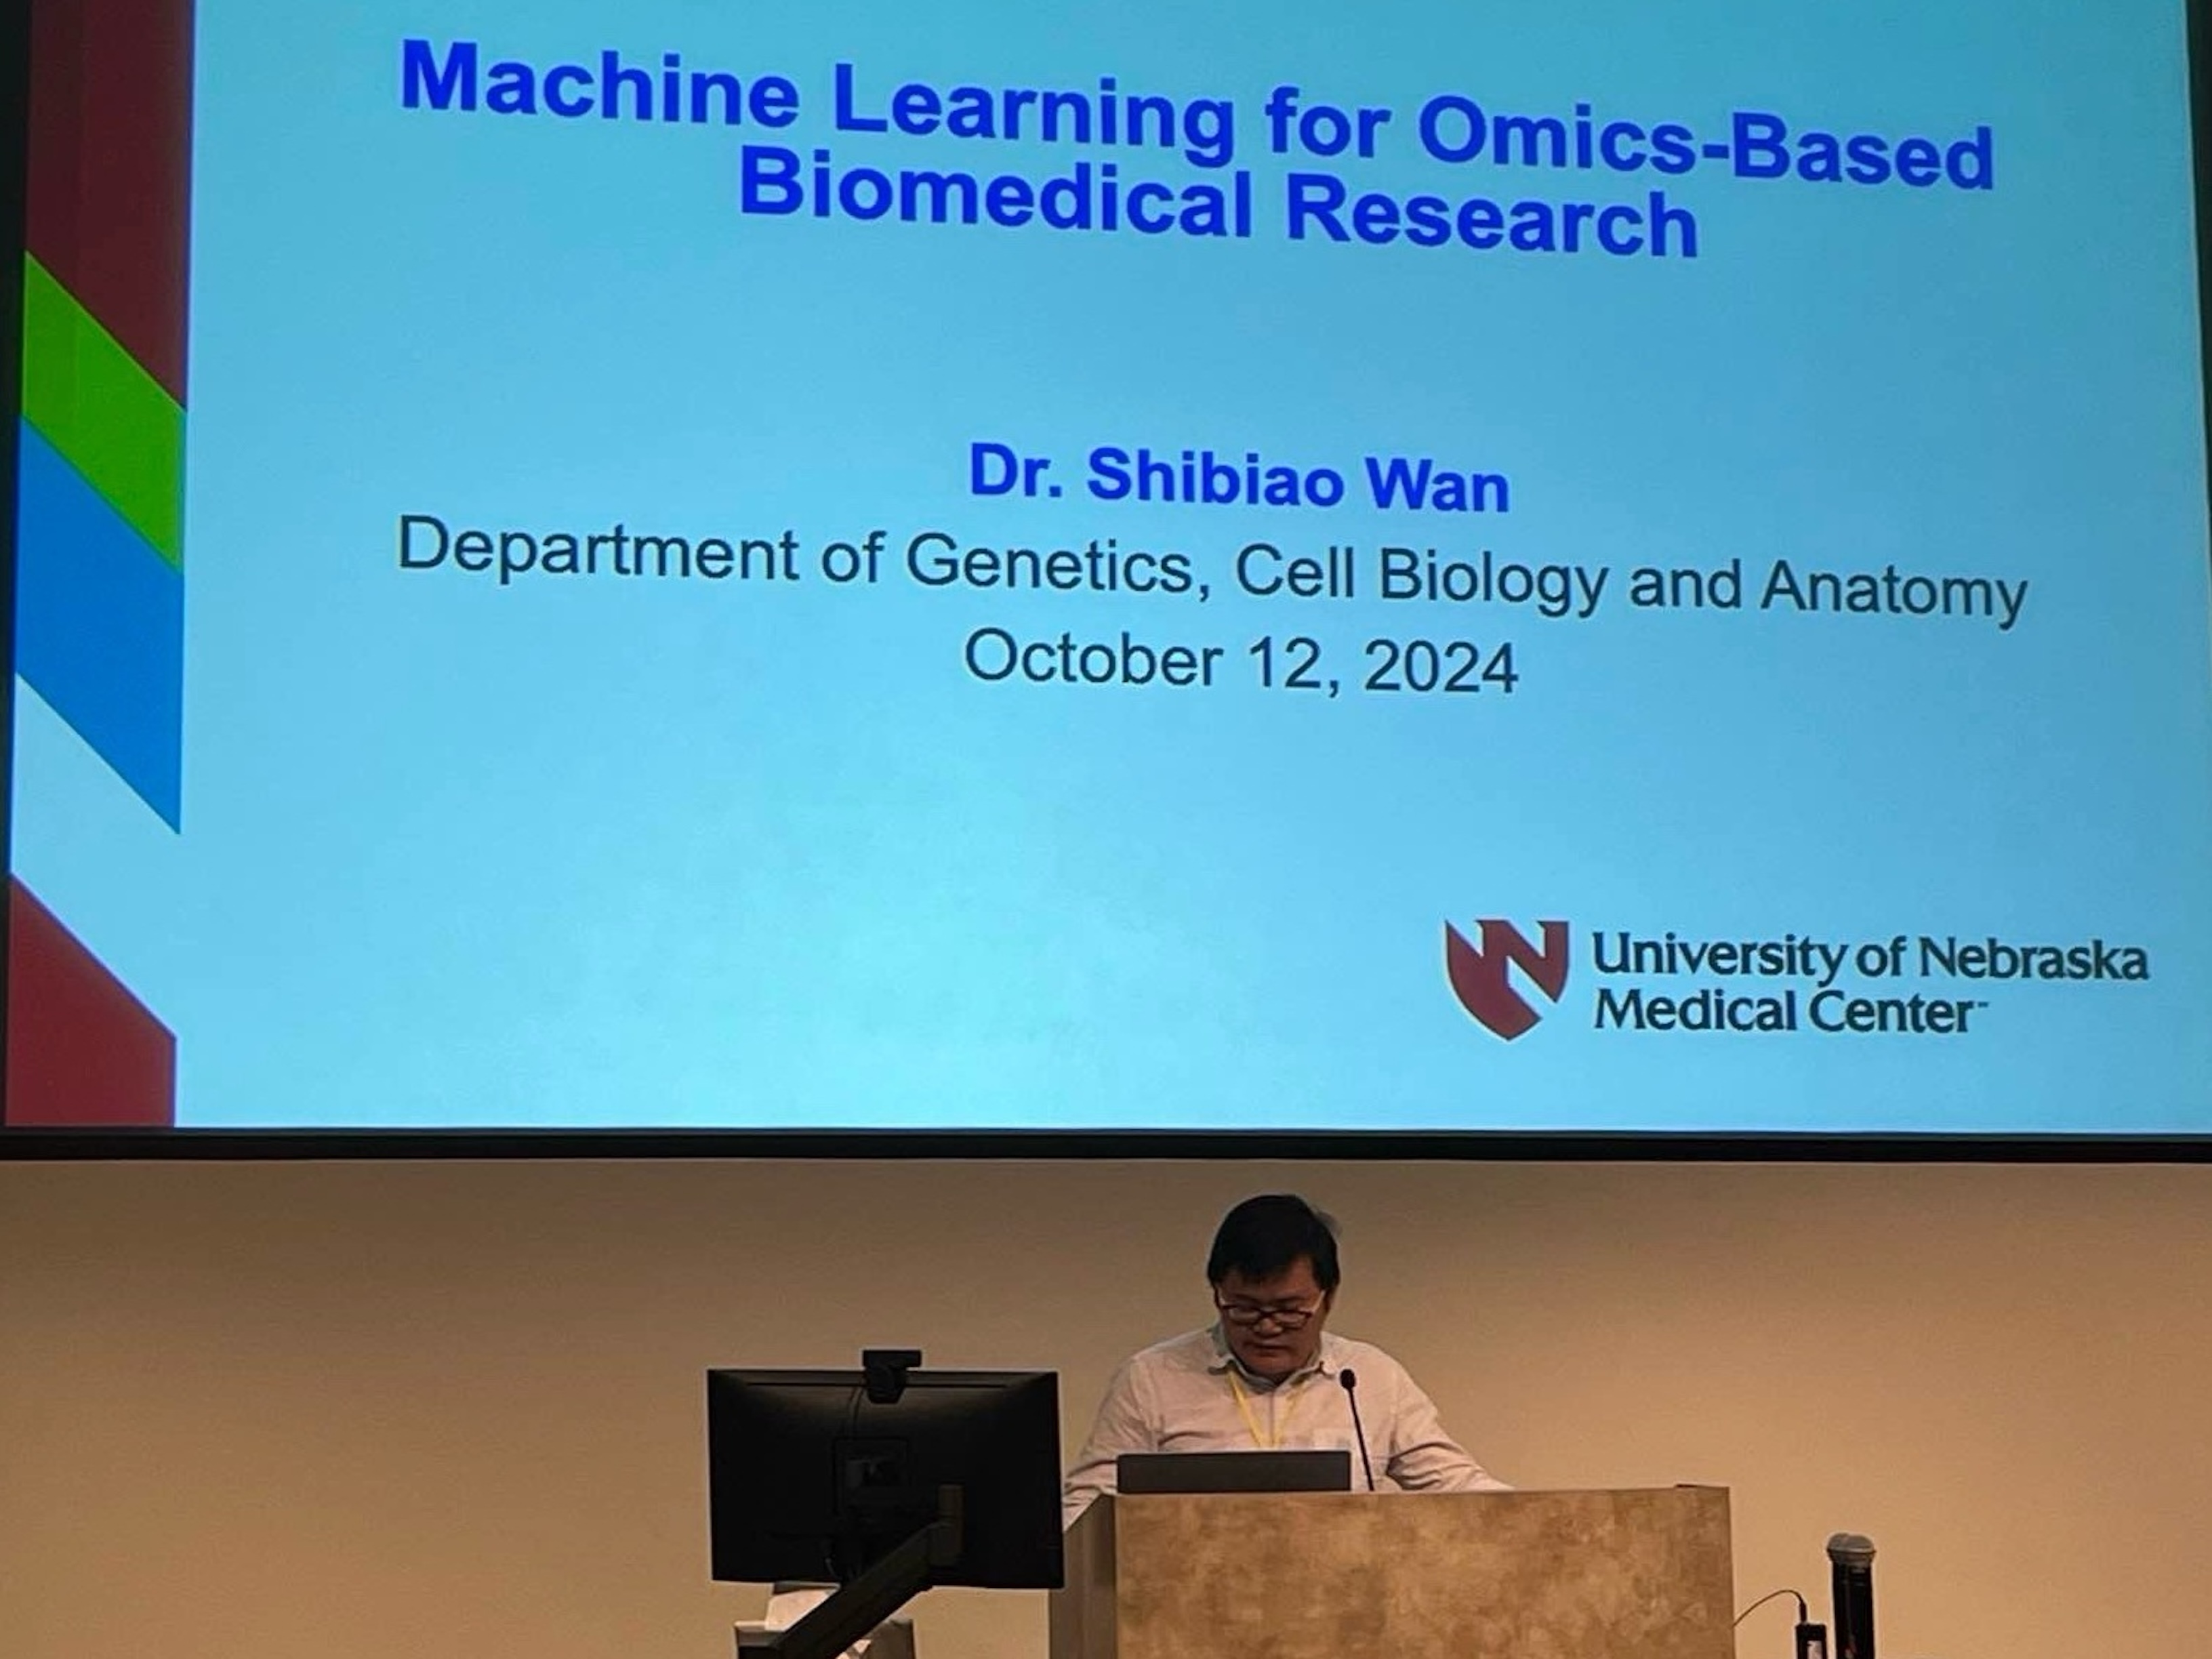 Machine Learning for Omics-Based
Biomedical Research
Dr. Shibiao Wan
Department of Genetics, Cell Biology and Anatomy
October 12, 2024
University of Nebraska
Medical Center